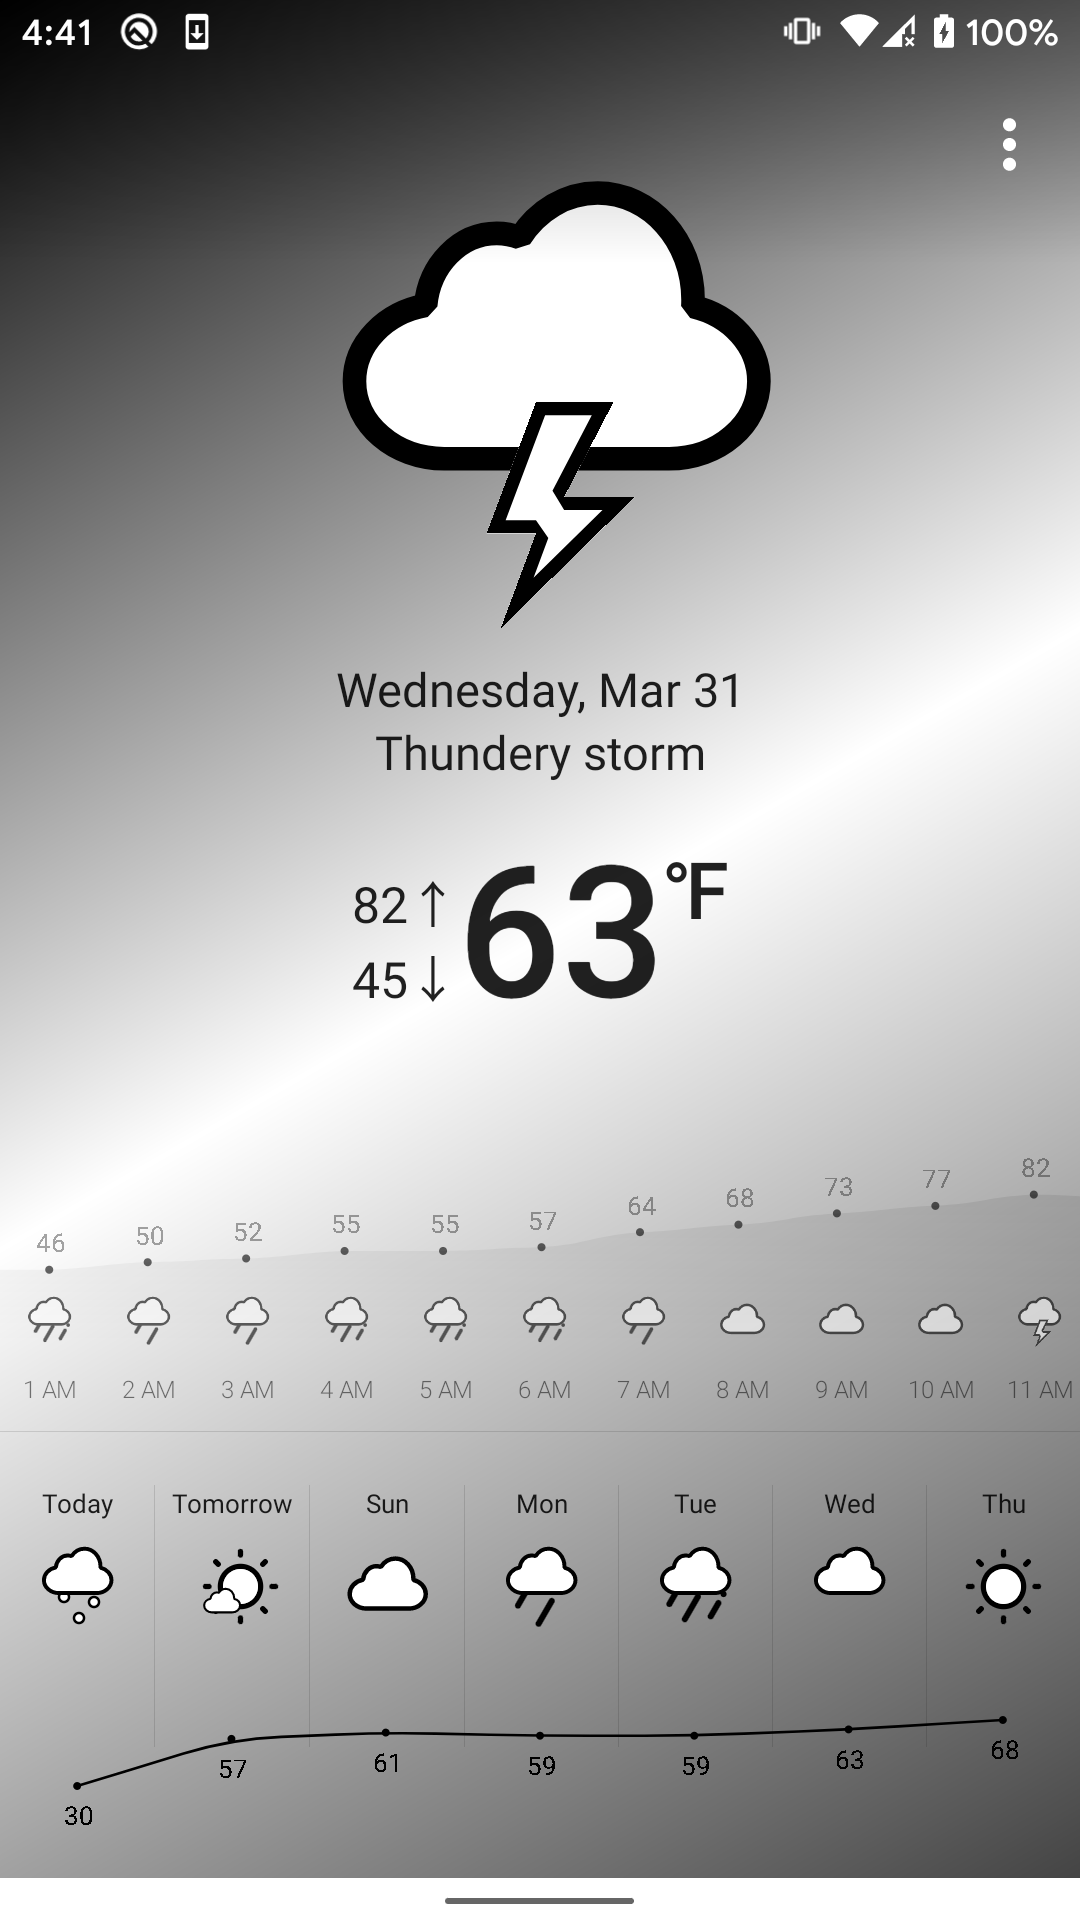 4:41 100%
Wednesday, Mar 31
Thundery storm
82↑ 63 °F
45↓
46 50 52 55 55 57 64 68 73 77 82
1 AM 2 AM 3 AM 4 AM 5 AM 6 AM 7 AM 8 AM 9 AM 10 AM 11 AM
Today Tomorrow Sun Mon Tue Wed Thu
30 57 61 59 59 63 68